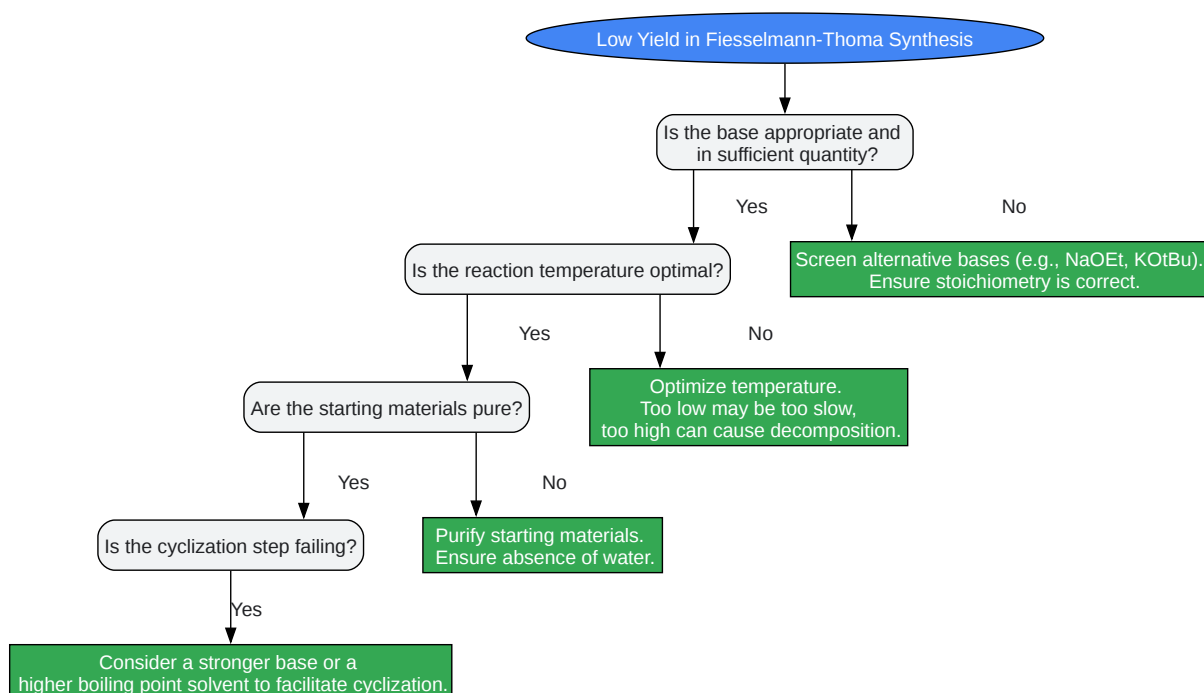 Low Yield in Fiesselmann-Thoma Synthesis
Is the base appropriate and
in sufficient quantity?
Yes
No
Screen alternative bases (e.g., NaOEt, KOtBu).
Ensure stoichiometry is correct.
Is the reaction temperature optimal?
Yes
No
Optimize temperature.
Too low may be too slow,
too high can cause decomposition.
Are the starting materials pure?
Yes
No
Purify starting materials.
Ensure absence of water.
Is the cyclization step failing?
Yes
Consider a stronger base or a
higher boiling point solvent to facilitate cyclization.